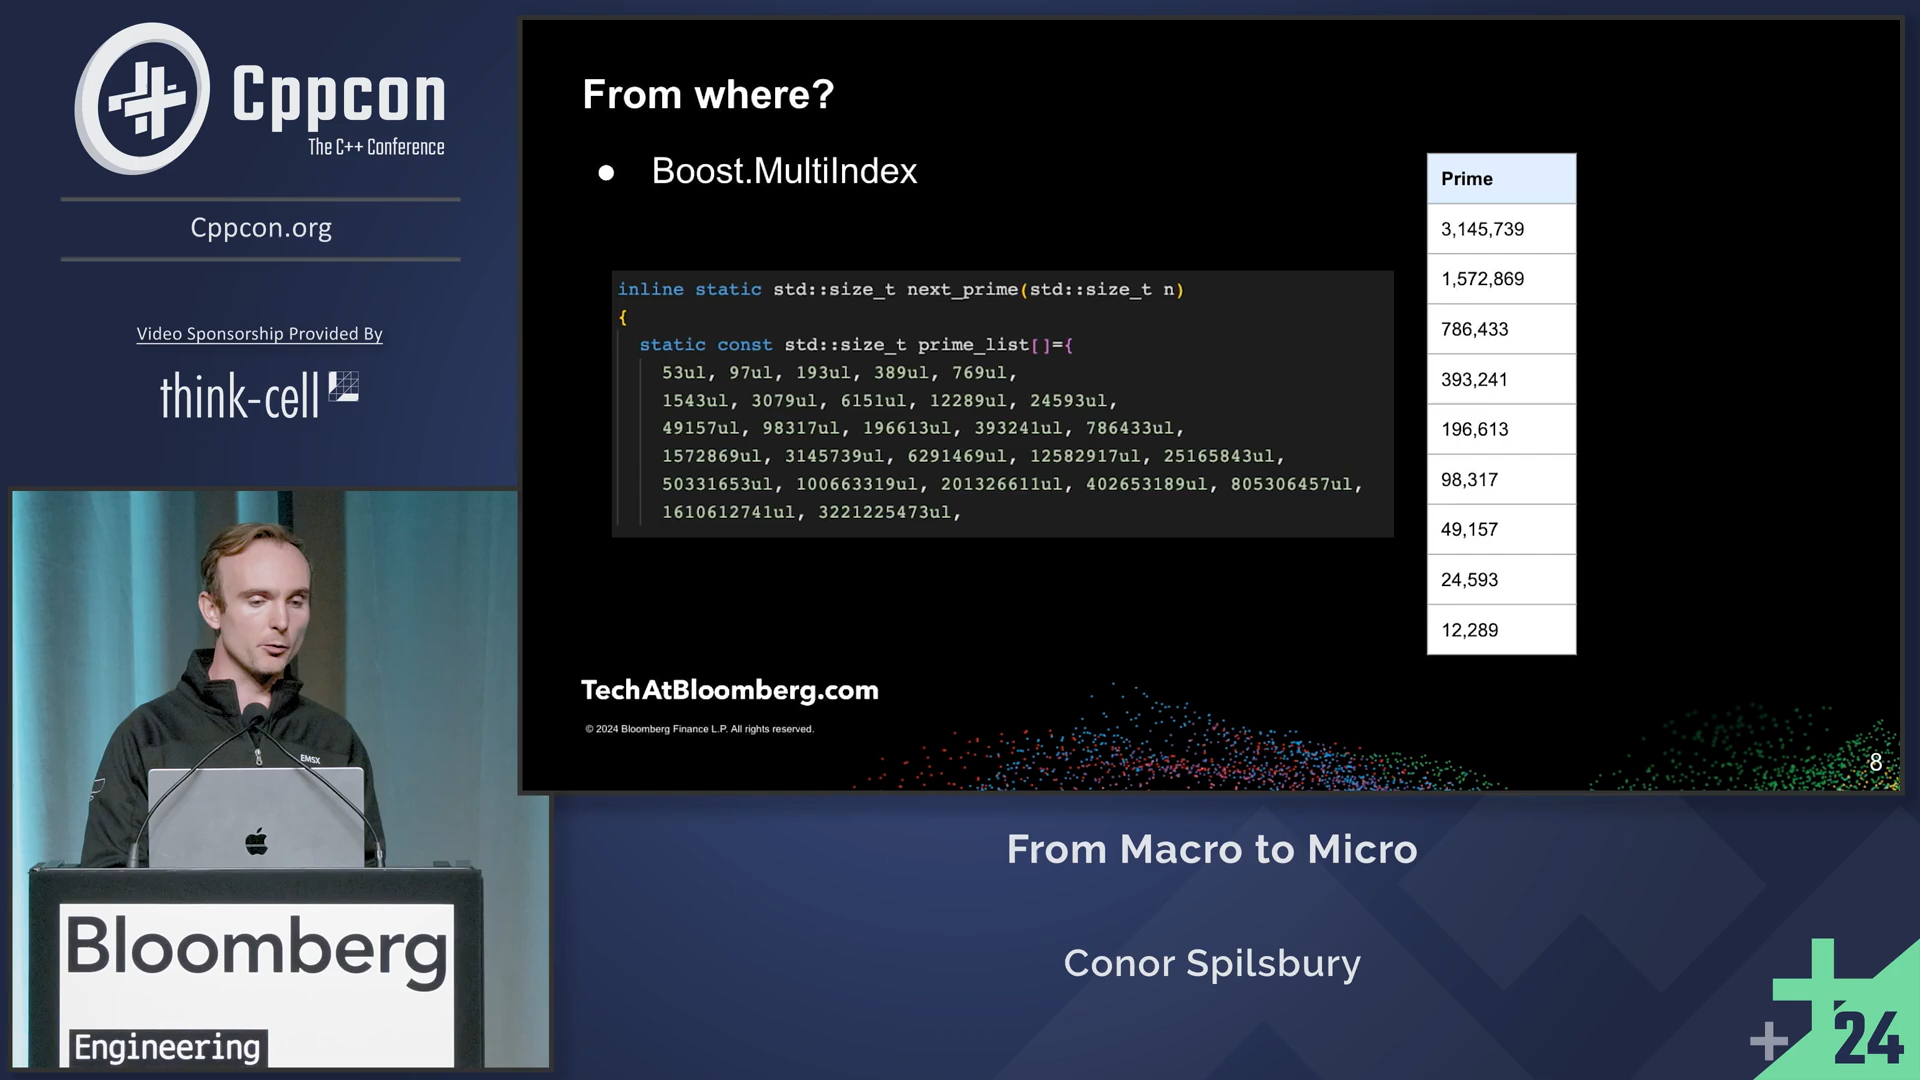 Cppcon
The C++ Conference
Cppcon.org
Video Sponsorship Provided By
think-cell
From where?
● Boost.MultiIndex
inline static std::size_t next_prime(std::size_t n)
{
static const std::size_t prime_list[]={
53ul, 97ul, 193ul, 389ul, 769ul,
1543ul, 3079ul, 6151ul, 12289ul, 24593ul,
49157ul, 98317ul, 196613ul, 393241ul, 786433ul,
1572869ul, 3145739ul, 6291469ul, 12582917ul, 25165843ul,
50331653ul, 100663319ul, 201326611ul, 402653189ul, 805306457ul,
1610612741ul, 3221225473ul,
Prime
3,145,739
1,572,869
786,433
393,241
196,613
98,317
49,157
24,593
12,289
TechAtBloomberg.com
© 2024 Bloomberg Finance L.P. All rights reserved.
8
EMSX
Bloomberg
Engineering
From Macro to Micro
Conor Spilsbury
24